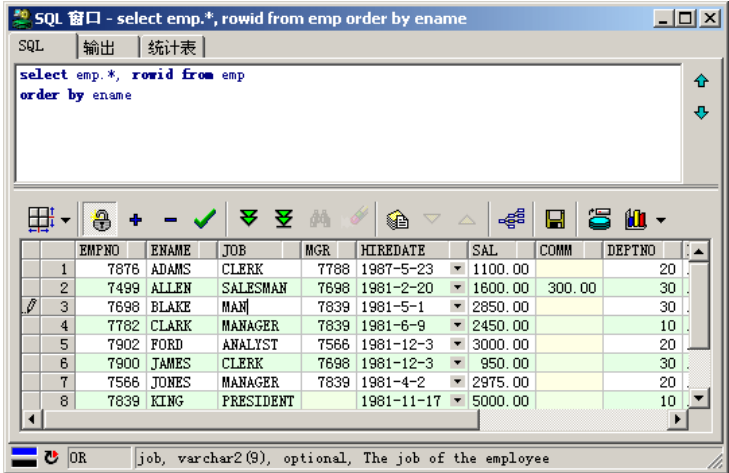 SQL 窗口 - select emp.*, rowid from emp order by ename
SQL 输出 统计表
select emp.*, rowid from emp
order by ename
EMPNO ENAME JOB MGR HIREDATE SAL COMM DEPTNO
1 7876 ADAMS CLERK 7788 1987-5-23 1100.00 20
2 7499 ALLEN SALESMAN 7698 1981-2-20 1600.00 300.00 30
3 7698 BLAKE MAN 7839 1981-5-1 2850.00 30
4 7782 CLARK MANAGER 7839 1981-6-9 2450.00 10
5 7902 FORD ANALYST 7566 1981-12-3 3000.00 20
6 7900 JAMES CLERK 7698 1981-12-3 950.00 30
7 7566 JONES MANAGER 7839 1981-4-2 2975.00 20
8 7839 KING PRESIDENT 1981-11-17 5000.00 10
OR job, varchar2(9), optional, The job of the employee